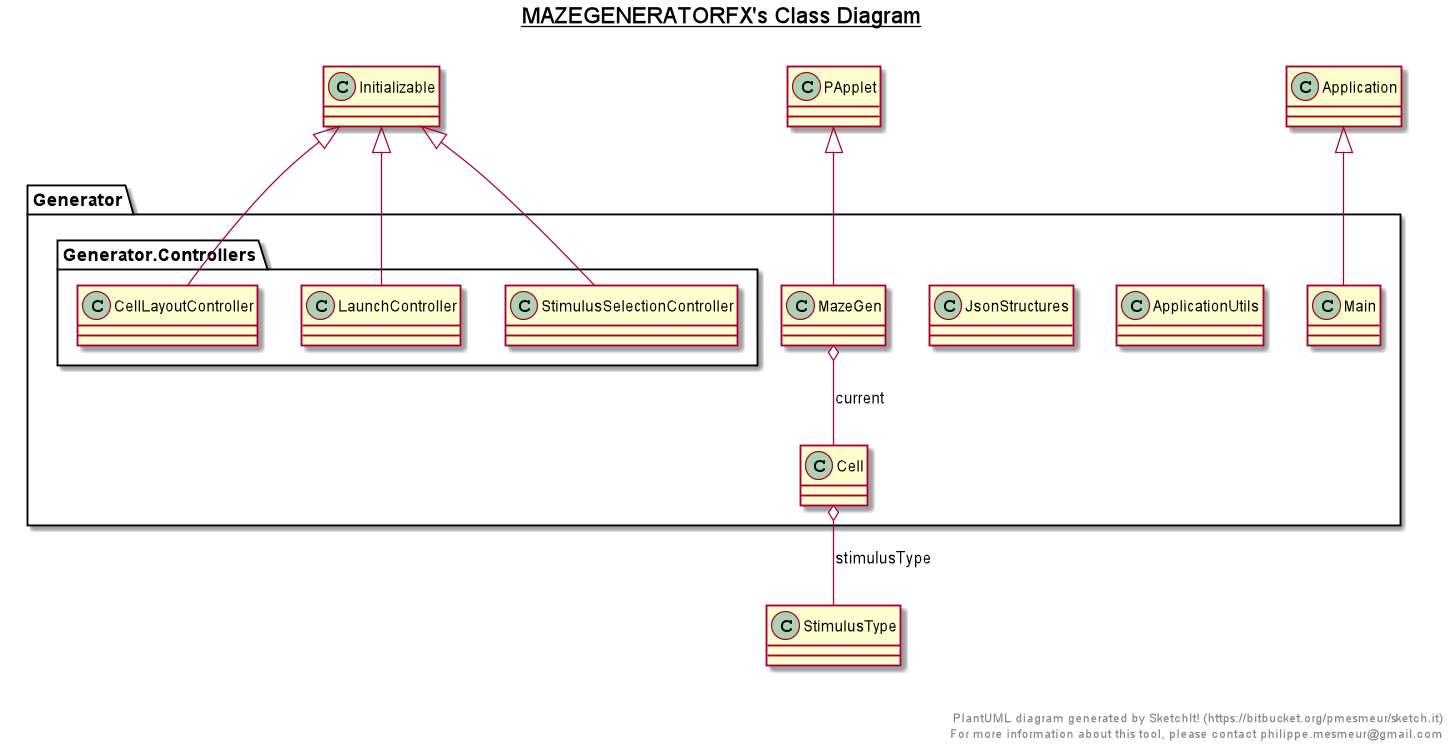 MAZEGENERATORFX's Class Diagram
C Initializable
C PApplet
C Application
Generator
Generator.Controllers
C CellLayoutController
C LaunchController
C StimulusSelectionController
C MazeGen
C JsonStructures
C ApplicationUtils
C Main
current
C Cell
stimulusType
C StimulusType
PlantUML diagram generated by SketchIt! (https://bitbucket.org/pmesmeur/sketch.it)
For more information about this tool, please contact philippe.mesmeur@gmail.com